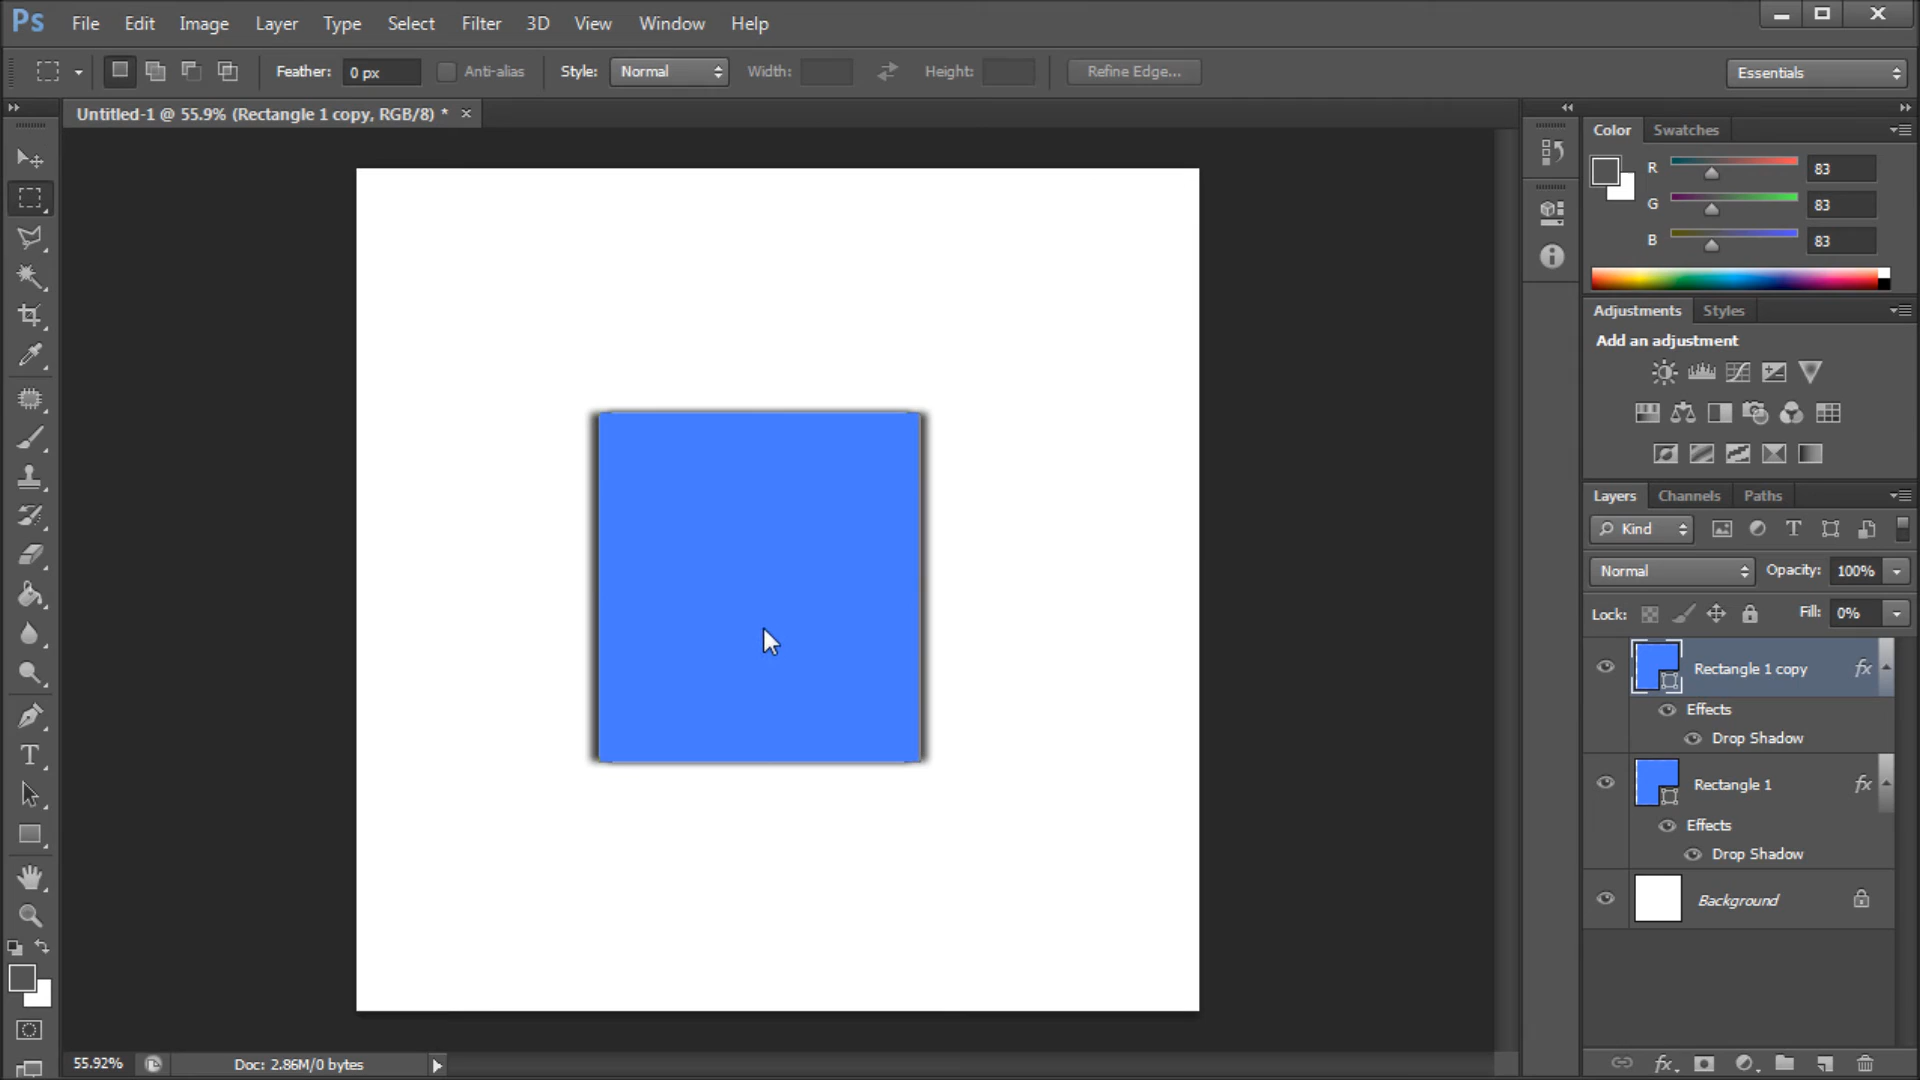 Ps File Edit Image Layer Type Select Filter 3D View Window Help
Feather: 0 px Anti-alias Style: Normal Width: Height: Refine Edge... Essentials
Untitled-1 @ 55.9% (Rectangle 1 copy, RGB/8) * ×
Color Swatches
R 83
G 83
B 83
Adjustments Styles
Add an adjustment
Layers Channels Paths
Kind
Normal Opacity: 100%
Lock: Fill: 0%
Rectangle 1 copy fx
Effects
Drop Shadow
Rectangle 1 fx
Effects
Drop Shadow
Background
55.92% Doc: 2.86M/0 bytes
fx.